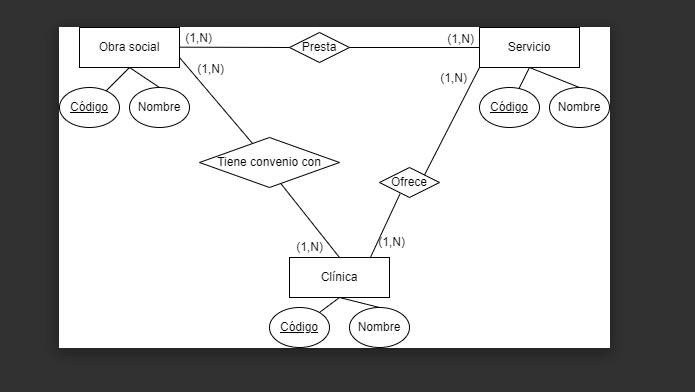 Obra social
(1,N)
Presta
(1,N)
Servicio
(1,N)
(1,N)
Código
Nombre
Código
Nombre
Tiene convenio con
Ofrece
(1,N)
(1,N)
Clínica
Código
Nombre